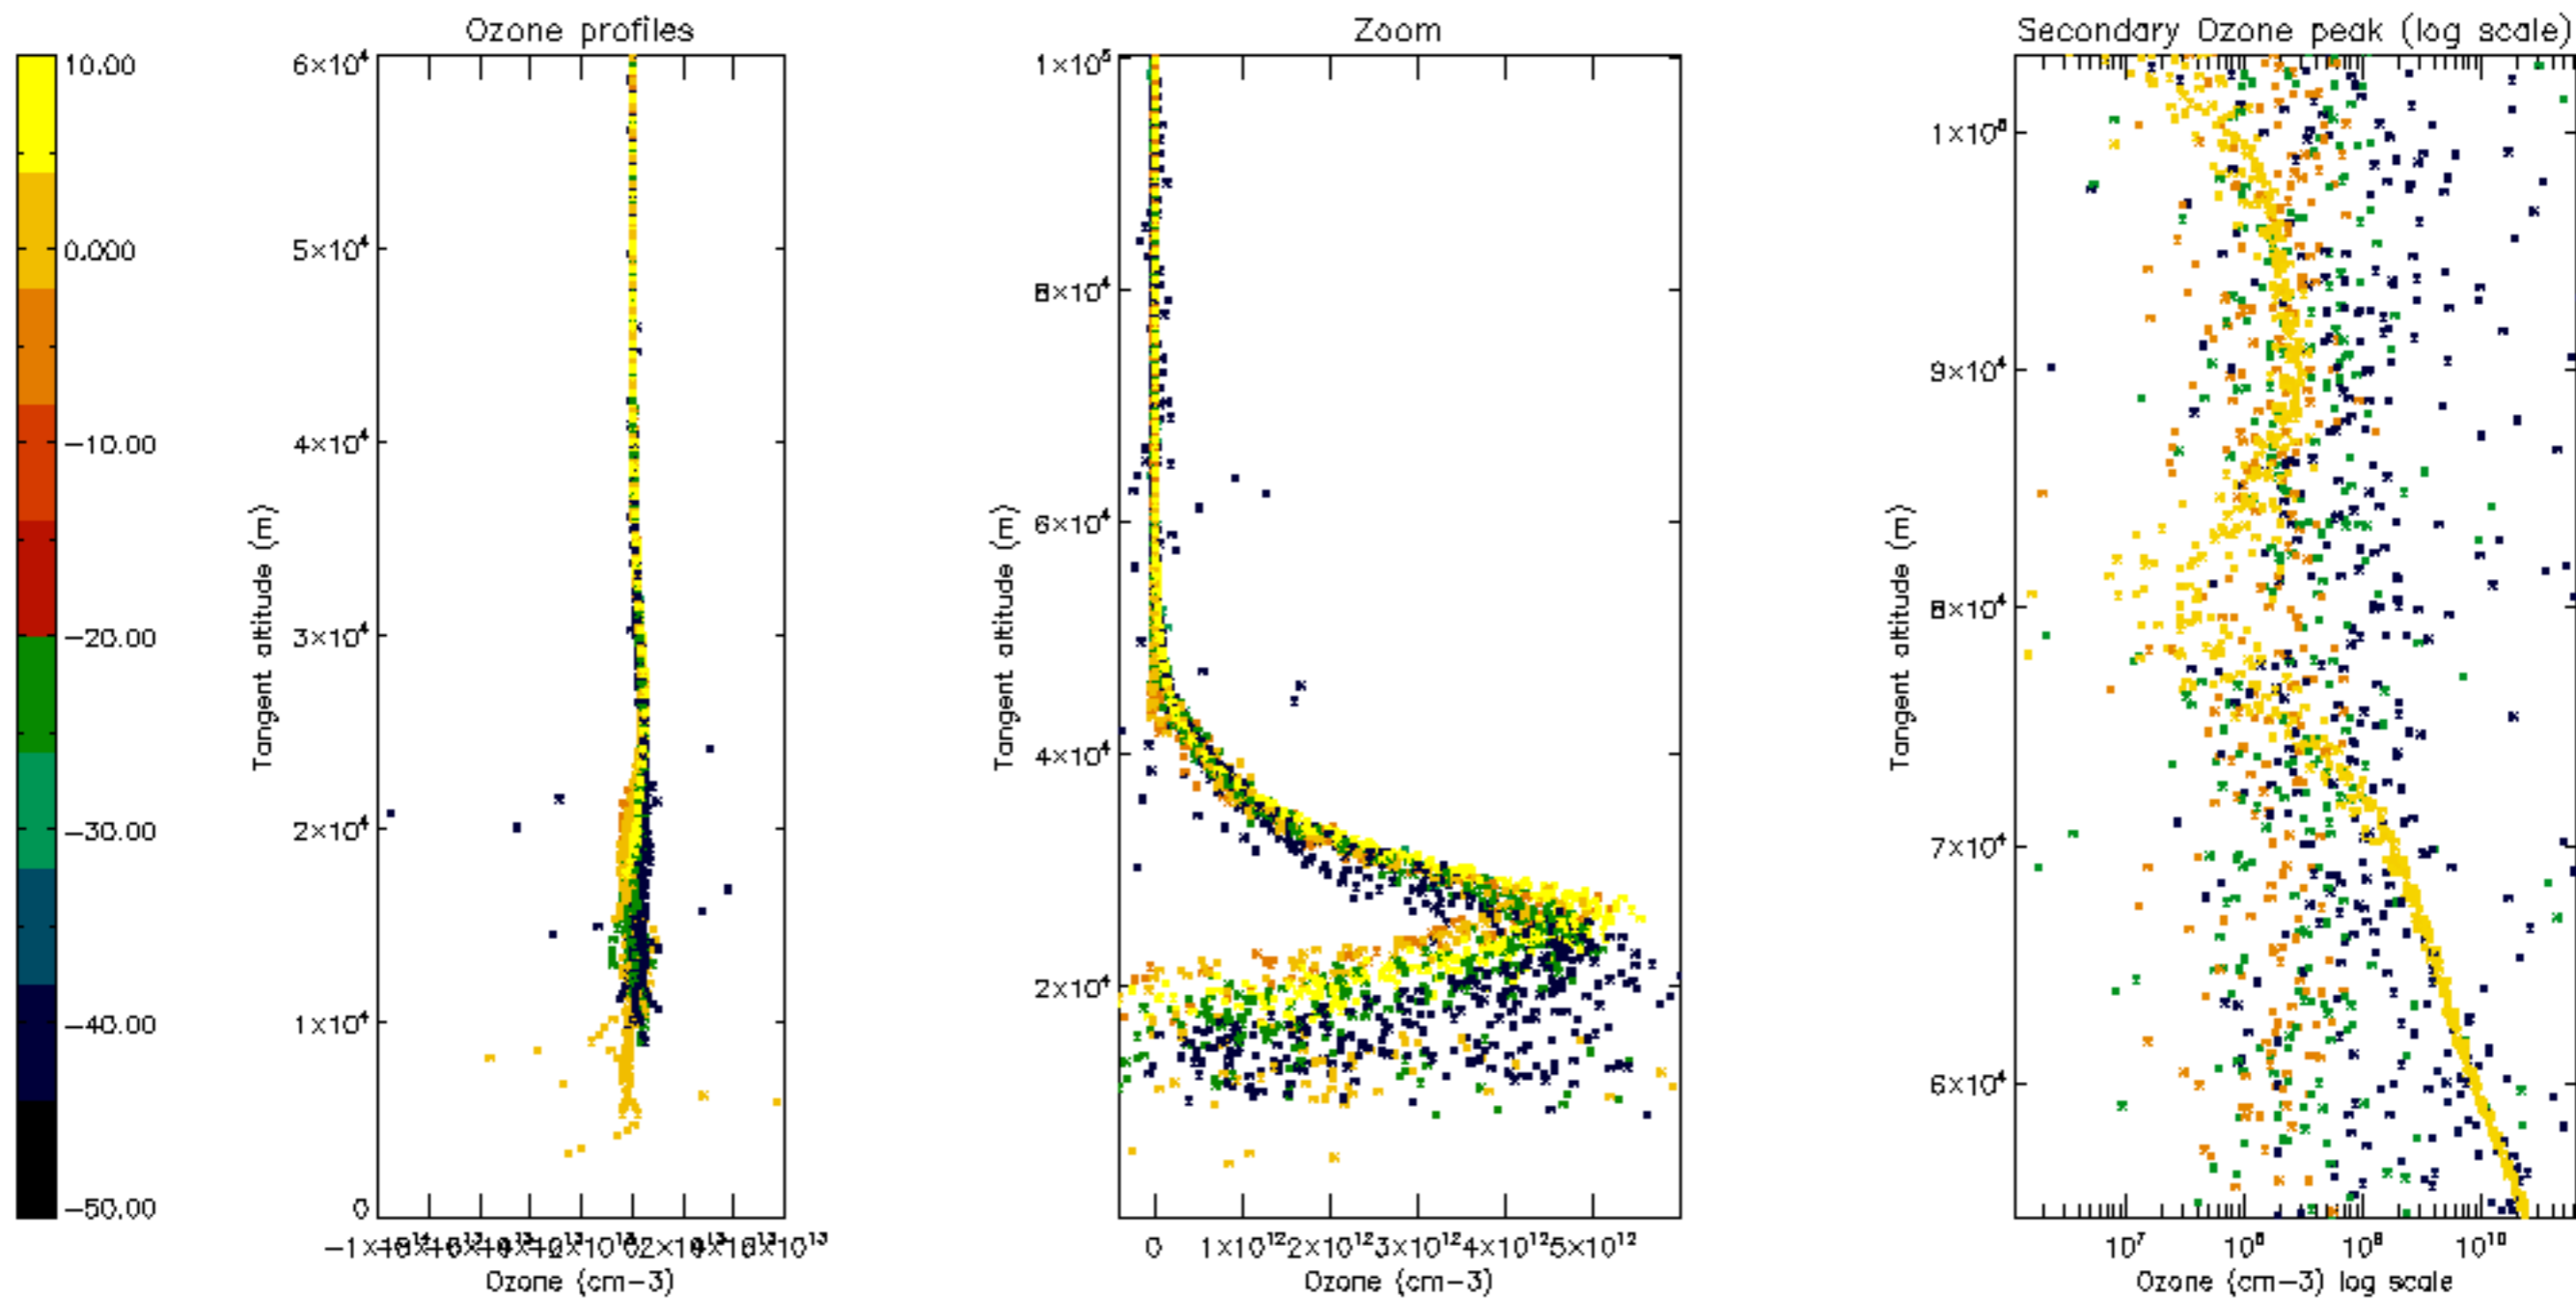 Ozone profiles
Zoom
Secondary Ozone peak (log scale)
10.00
0.000
−10.00
−20.00
−30.00
−40.00
−50.00
Tangent altitude (m)
6×10⁴
5×10⁴
4×10⁴
3×10⁴
2×10⁴
1×10⁴
0
Ozone (cm−3)
Tangent altitude (m)
1×10⁵
8×10⁴
6×10⁴
4×10⁴
2×10⁴
0 1×10¹² 2×10¹² 3×10¹² 4×10¹² 5×10¹²
Ozone (cm−3)
Tangent altitude (m)
9×10⁴
8×10⁴
7×10⁴
6×10⁴
10⁷ 10⁸ 10⁹ 10¹⁰
Ozone (cm−3) log scale